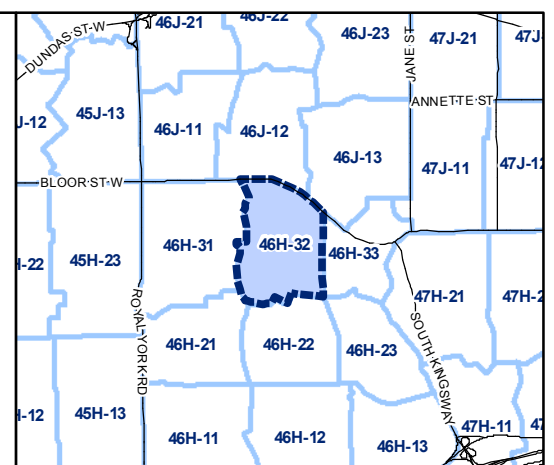 46J-21
46J-22
46J-23
47J-21
47J-
DUNDAS ST W
JANE ST
ANNETTE ST
J-12
45J-13
46J-11
46J-12
46J-13
47J-11
47J-12
BLOOR ST W
46H-31
46H-32
46H-33
I-22
45H-23
47H-21
47H-2
ROYAL YORK RD
SOUTH KINGSWAY
46H-21
46H-22
46H-23
I-12
45H-13
46H-11
46H-12
46H-13
47H-11
47